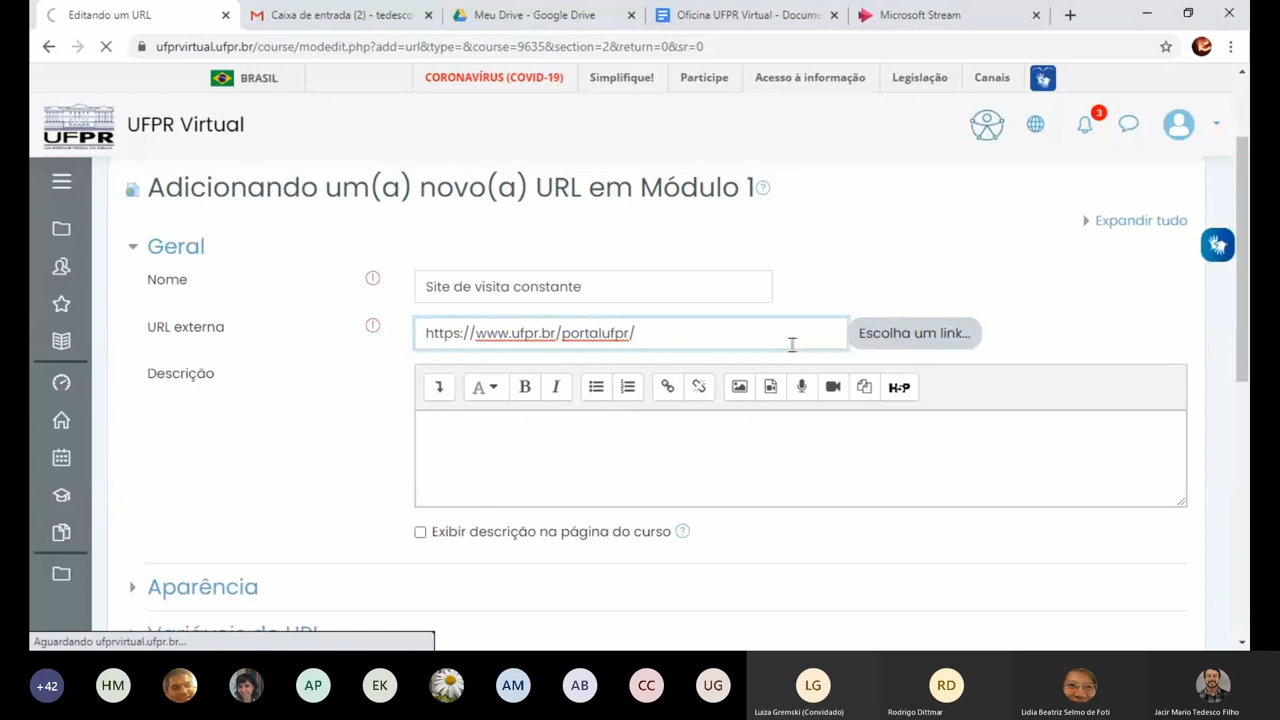 Editando um URL
Caixa de entrada (2) - tedesco
Meu Drive - Google Drive
Oficina UFPR Virtual - Docume
Microsoft Stream
ufprvirtual.ufpr.br/course/modedit.php?add=url&type=&course=9635&section=2&return=0&sr=0
BRASIL
CORONAVÍRUS (COVID-19)
Simplifique!
Participe
Acesso à informação
Legislação
Canais
UFPR
UFPR Virtual
3
Adicionando um(a) novo(a) URL em Módulo 1
Expandir tudo
Geral
Nome
Site de visita constante
URL externa
https://www.ufpr.br/portalufpr/
Escolha um link...
Descrição
A
B
I
H-P
Exibir descrição na página do curso
Aparência
Variáveis do URL
Aguardando ufprvirtual.ufpr.br...
+42
HM
AP
EK
AM
AB
CC
UG
LG
RD
Luiza Gremski (Convidado)
Rodrigo Dittmar
Lidia Beatriz Selmo de Foti
Jacir Mario Tedesco Filho